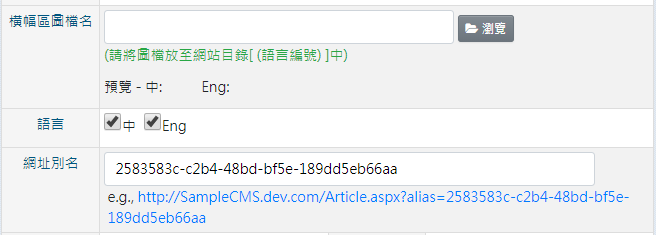 橫幅區圖檔名
瀏覽
(請將圖檔放至網站目錄[ (語言編號) ]中)
預覽 - 中: Eng:
語言
中 Eng
網址別名
2583583c-c2b4-48bd-bf5e-189dd5eb66aa
e.g., http://SampleCMS.dev.com/Article.aspx?alias=2583583c-c2b4-48bd-bf5e-
189dd5eb66aa